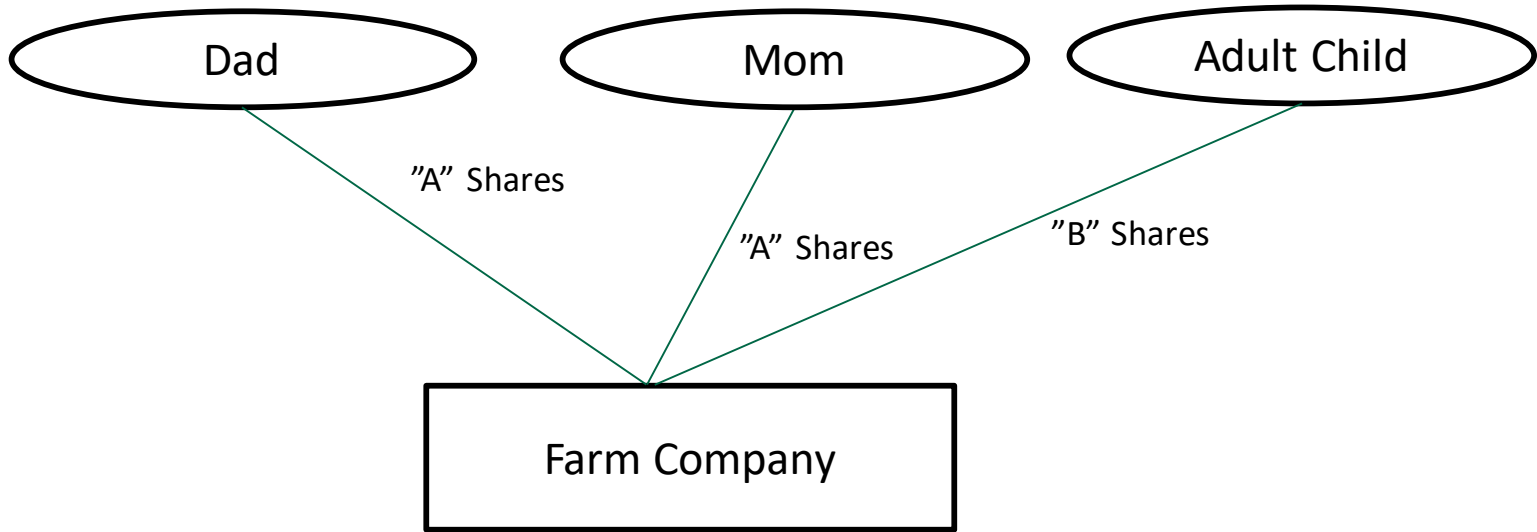 Dad
Mom
Adult Child
”A” Shares
”A” Shares
”B” Shares
Farm Company